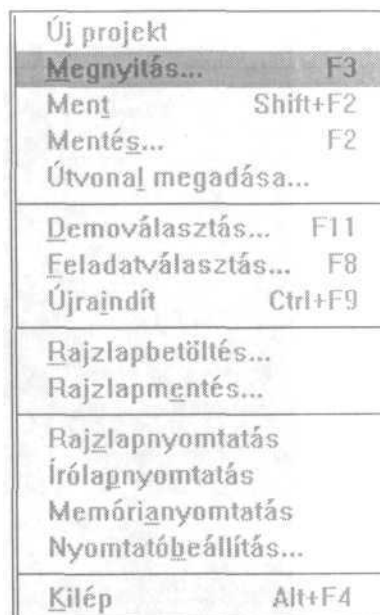 Új projekt
Megnyitás... F3
Ment Shift+F2
Mentés... F2
Útvonal megadása...
Demoválasztás... F11
Feladatválasztás... F8
Újraindít Ctrl+F9
Rajzlapbetöltés...
Rajzlapmentés...
Rajzlapnyomtatás
Írólapnyomtatás
Memórianyomtatás
Nyomtatóbeállítás...
Kilép Alt+F4